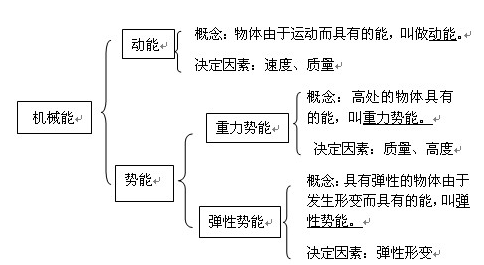 动能
概念：物体由于运动而具有的能，叫做动能。
决定因素：速度、质量
机械能
重力势能
概念：高处的物体具有
的能，叫重力势能。
决定因素：质量、高度
势能
弹性势能
概念：具有弹性的物体由于
发生形变而具有的能，叫弹
性势能。
决定因素：弹性形变